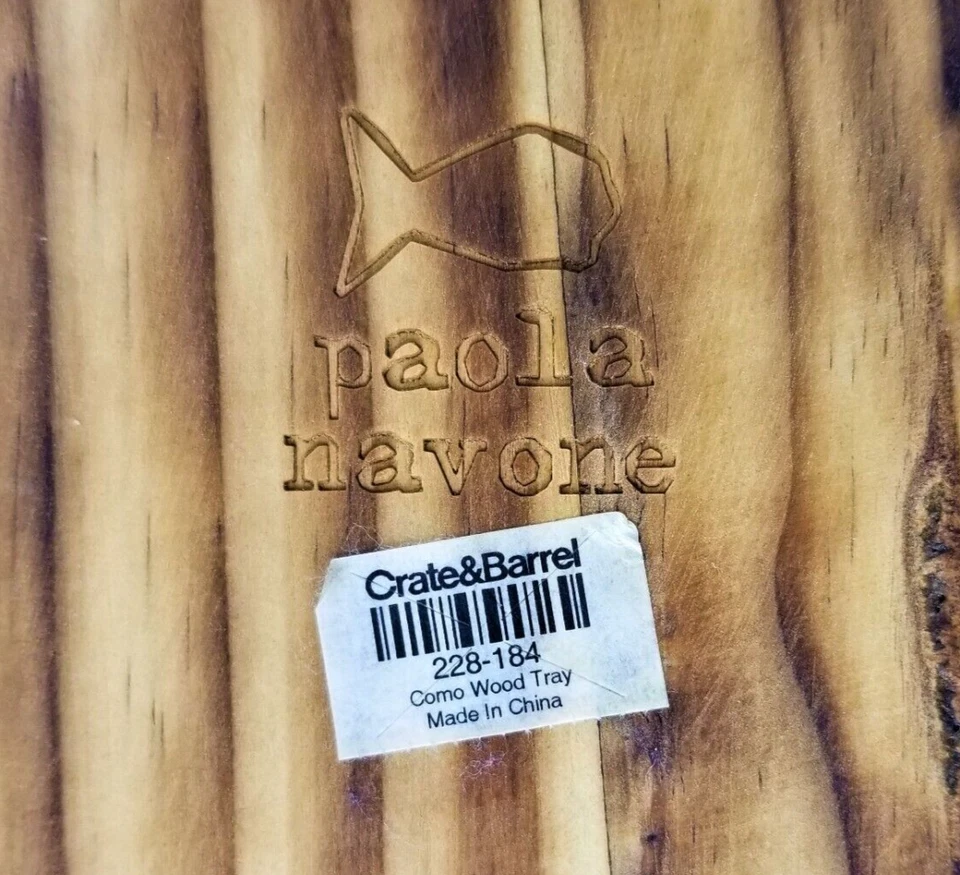 paola
navone
Crate&Barrel
228-184
Como Wood Tray
Made In China